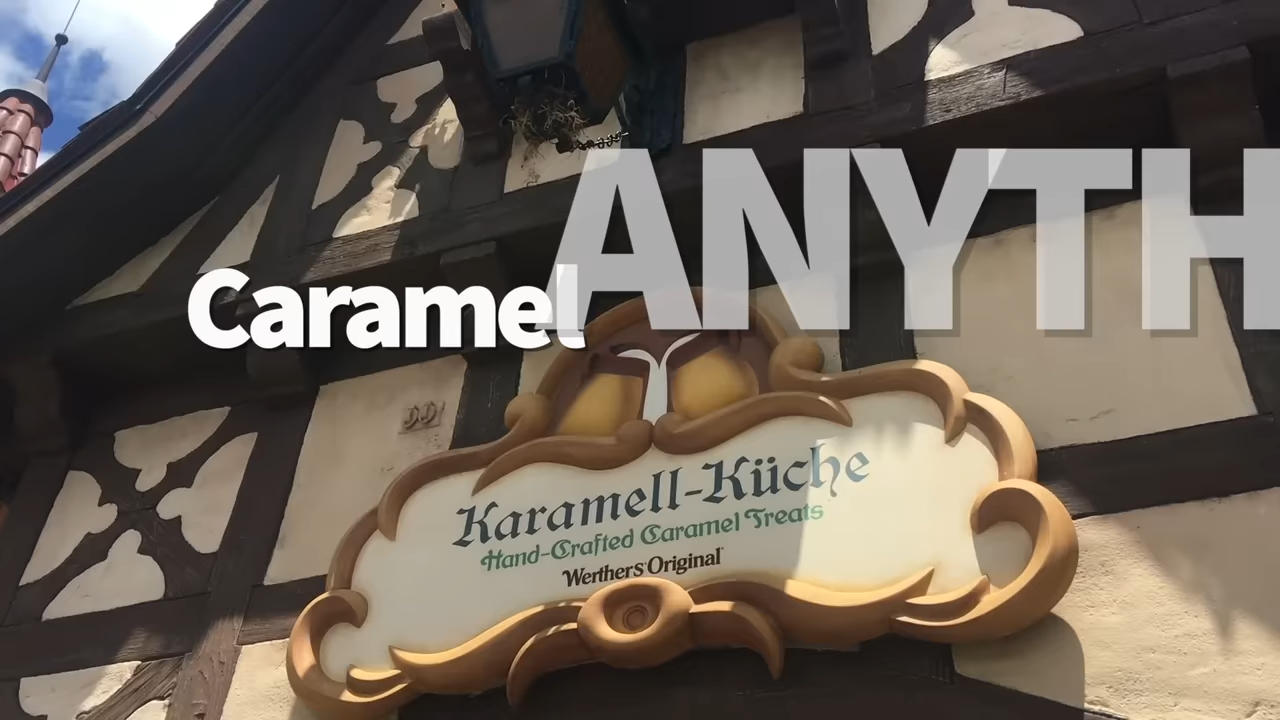 Caramel ANYTH
Karamell-Küche
Hand-Crafted Caramel Treats
Werther's Original